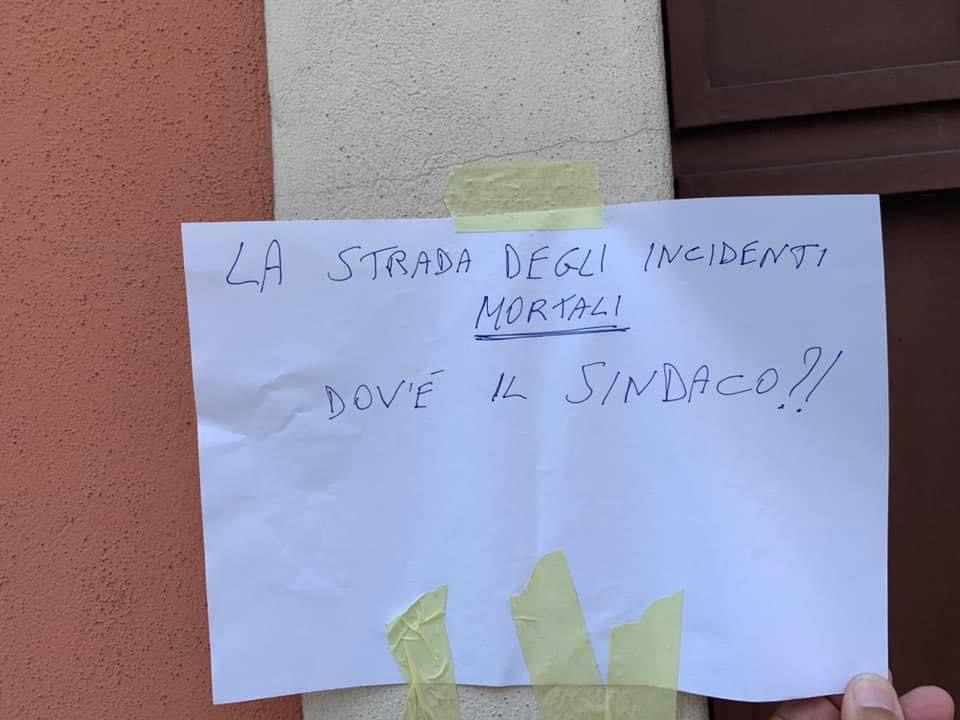 LA STRADA DEGLI INCIDENTI
MORTALI
DOV'É IL SINDACO?!